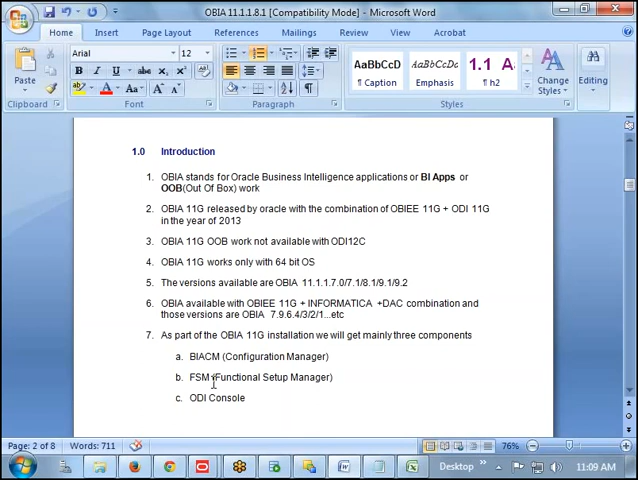 OBIA 11.1.1.8.1 [Compatibility Mode] - Microsoft Word
Home Insert Page Layout References Mailings Review View Acrobat
Paste
Clipboard
Arial 12
Font
Paragraph
AaBbCcD AaBbCcDc 1.1 A
¶ Caption Emphasis ¶ h2
Change Styles
Styles
Editing
1.0 Introduction
1. OBIA stands for Oracle Business Intelligence applications or BI Apps or
OOB(Out Of Box) work
2. OBIA 11G released by oracle with the combination of OBIEE 11G + ODI 11G
in the year of 2013
3. OBIA 11G OOB work not available with ODI12C
4. OBIA 11G works only with 64 bit OS
5. The versions available are OBIA 11.1.1.7.0/7.1/8.1/9.1/9.2
6. OBIA available with OBIEE 11G + INFORMATICA +DAC combination and
those versions are OBIA 7.9.6.4/3/2/1...etc
7. As part of the OBIA 11G installation we will get mainly three components
a. BIACM (Configuration Manager)
b. FSM (Functional Setup Manager)
c. ODI Console
Page: 2 of 8 Words: 711 76%
Desktop 11:09 AM